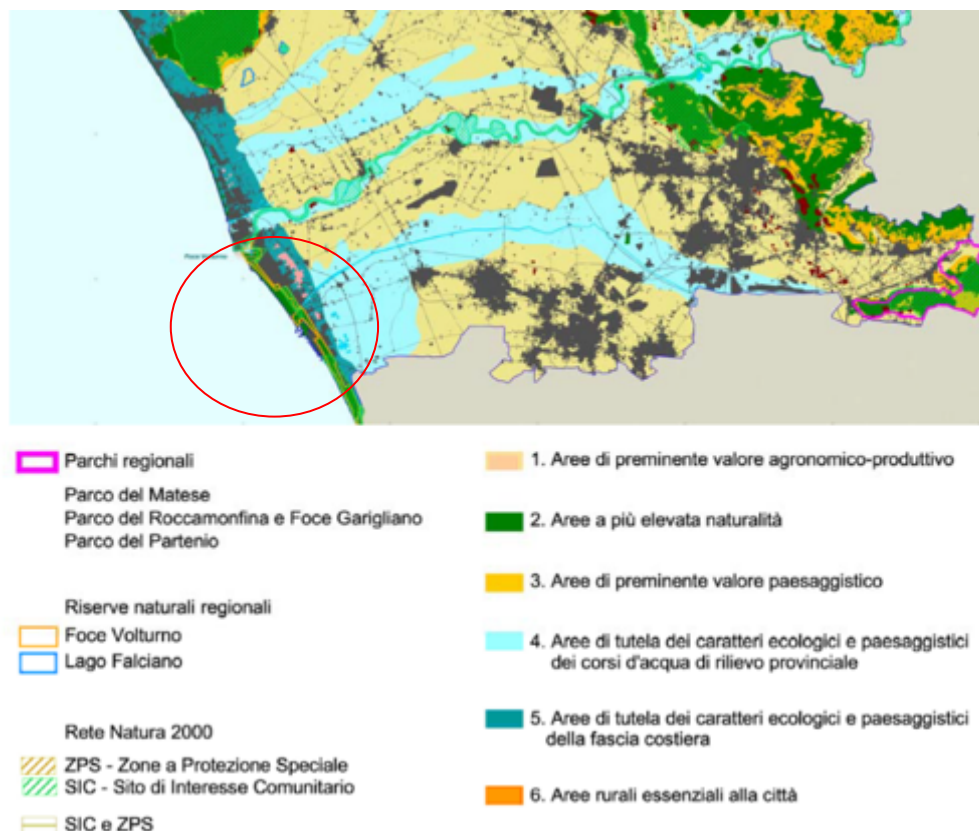 Parchi regionali
Parco del Matese
Parco del Roccamonfina e Foce Garigliano
Parco del Partenio
Riserve naturali regionali
Foce Volturno
Lago Falciano
Rete Natura 2000
ZPS - Zone a Protezione Speciale
SIC - Sito di Interesse Comunitario
SIC e ZPS
1. Aree di preminente valore agronomico-produttivo
2. Aree a più elevata naturalità
3. Aree di preminente valore paesaggistico
4. Aree di tutela dei caratteri ecologici e paesaggistici
dei corsi d'acqua di rilievo provinciale
5. Aree di tutela dei caratteri ecologici e paesaggistici
della fascia costiera
6. Aree rurali essenziali alla città